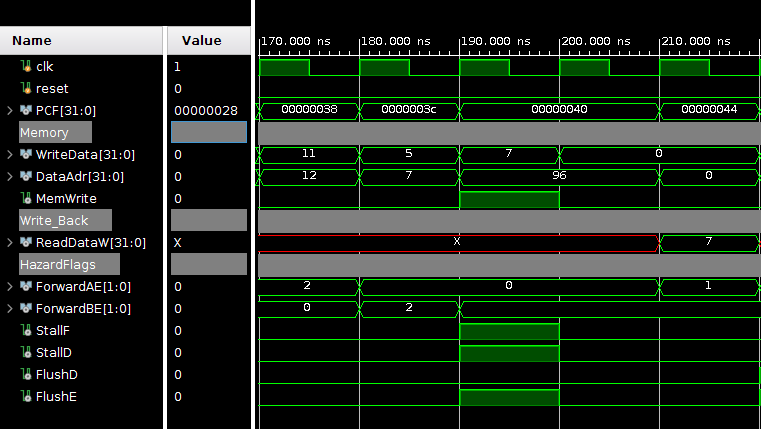 Name Value 170.000 ns 180.000 ns 190.000 ns 200.000 ns 210.000 ns
clk 1
reset 0
PCF[31:0] 00000028 00000038 0000003c 00000040 00000044
Memory
WriteData[31:0] 0 11 5 7 0
DataAdr[31:0] 0 12 7 96 0
MemWrite 0
Write_Back
ReadDataW[31:0] X X 7
HazardFlags
ForwardAE[1:0] 0 2 0 1
ForwardBE[1:0] 0 0 2
StallF 0
StallD 0
FlushD 0
FlushE 0